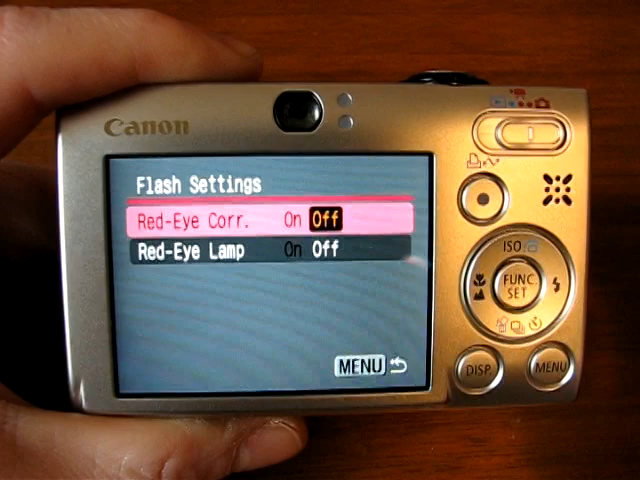 Canon
Flash Settings
Red-Eye Corr. On Off
Red-Eye Lamp On Off
MENU
ISO
FUNC.
SET
DISP.
MENU